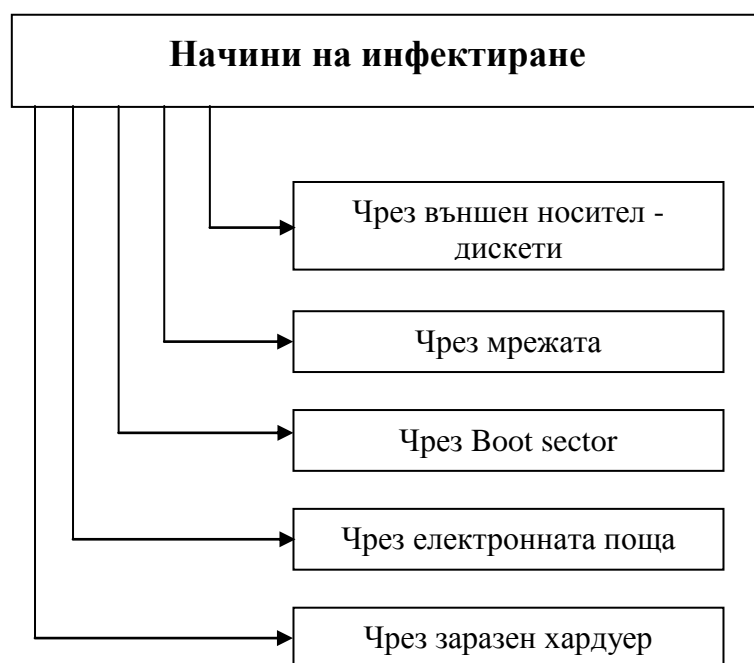 Начини на инфектиране
Чрез външен носител -
дискети
Чрез мрежата
Чрез Boot sector
Чрез електронната поща
Чрез заразен хардуер